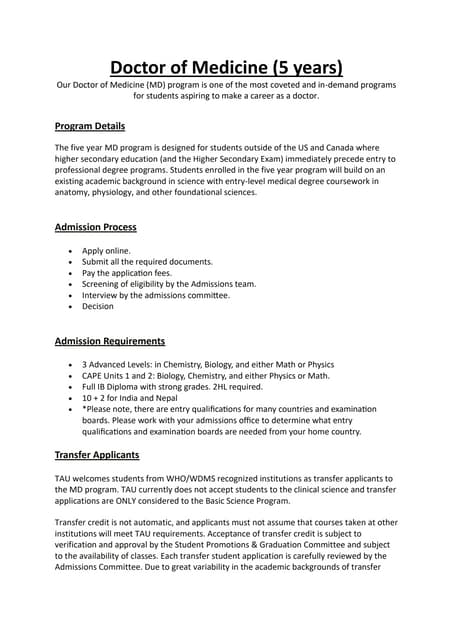 Doctor of Medicine (5 years)
Our Doctor of Medicine (MD) program is one of the most coveted and in-demand programs
for students aspiring to make a career as a doctor.
Program Details
The five year MD program is designed for students outside of the US and Canada where
higher secondary education (and the Higher Secondary Exam) immediately precede entry to
professional degree programs. Students enrolled in the five year program will build on an
existing academic background in science with entry-level medical degree coursework in
anatomy, physiology, and other foundational sciences.
Admission Process
• Apply online.
• Submit all the required documents.
• Pay the application fees.
• Screening of eligibility by the Admissions team.
• Interview by the admissions committee.
• Decision
Admission Requirements
• 3 Advanced Levels: in Chemistry, Biology, and either Math or Physics
• CAPE Units 1 and 2: Biology, Chemistry, and either Physics or Math.
• Full IB Diploma with strong grades. 2HL required.
• 10 + 2 for India and Nepal
• *Please note, there are entry qualifications for many countries and examination
boards. Please work with your admissions office to determine what entry
qualifications and examination boards are needed from your home country.
Transfer Applicants
TAU welcomes students from WHO/WDMS recognized institutions as transfer applicants to
the MD program. TAU currently does not accept students to the clinical science and transfer
applications are ONLY considered to the Basic Science Program.
Transfer credit is not automatic, and applicants must not assume that courses taken at other
institutions will meet TAU requirements. Acceptance of transfer credit is subject to
verification and approval by the Student Promotions & Graduation Committee and subject
to the availability of classes. Each transfer student application is carefully reviewed by the
Admissions Committee. Due to great variability in the academic backgrounds of transfer